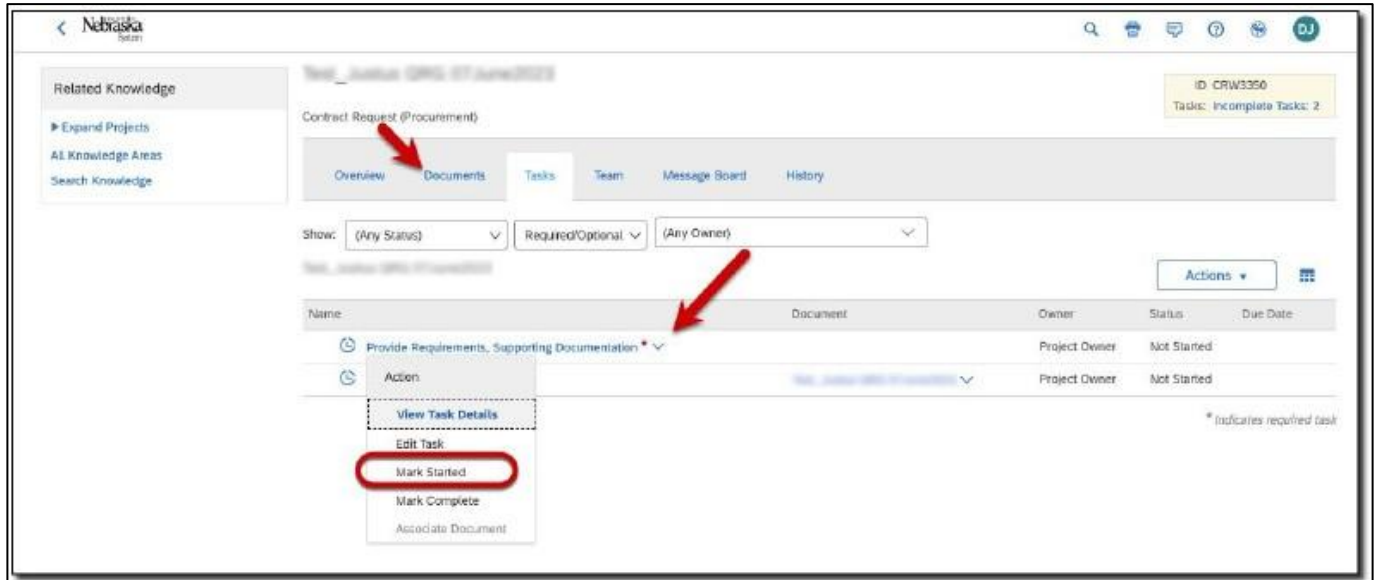 Nebraska
DJ
Related Knowledge
Expand Projects
All Knowledge Areas
Search Knowledge
ID CRW3350
Tasks: Incomplete Tasks: 2
Contract Request (Procurement)
Overview Documents Tasks Team Message Board History
Show: (Any Status) Required/Optional (Any Owner)
Actions
Name Document Owner Status Due Date
Provide Requirements, Supporting Documentation * Project Owner Not Started
Action Project Owner Not Started
View Task Details
* Indicates required task
Edit Task
Mark Started
Mark Complete
Associate Document